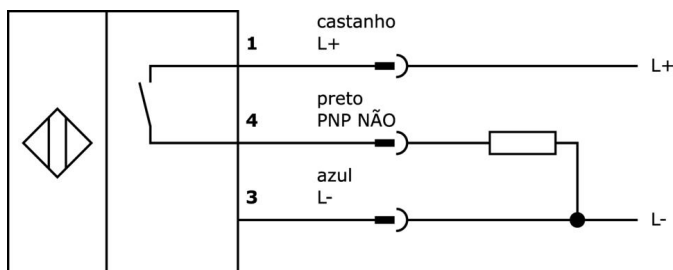 castanho
1 L+
L+
preto
4 PNP NÃO
azul
3 L-
L-